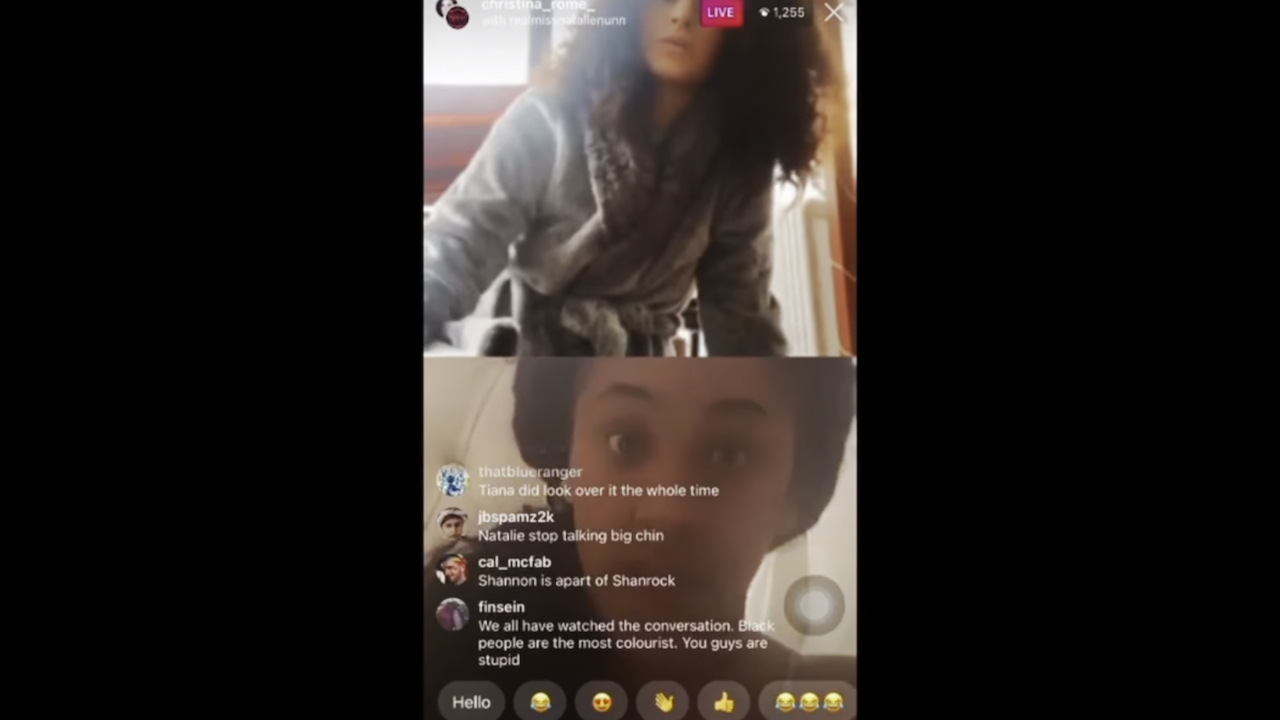 christina_rome_
with realmissnatalienunn
LIVE
1,255
thatblueranger
Tiana did look over it the whole time
jbspamz2k
Natalie stop talking big chin
cal_mcfab
Shannon is apart of Shanrock
finsein
We all have watched the conversation. Black
people are the most colourist. You guys are
stupid
Hello